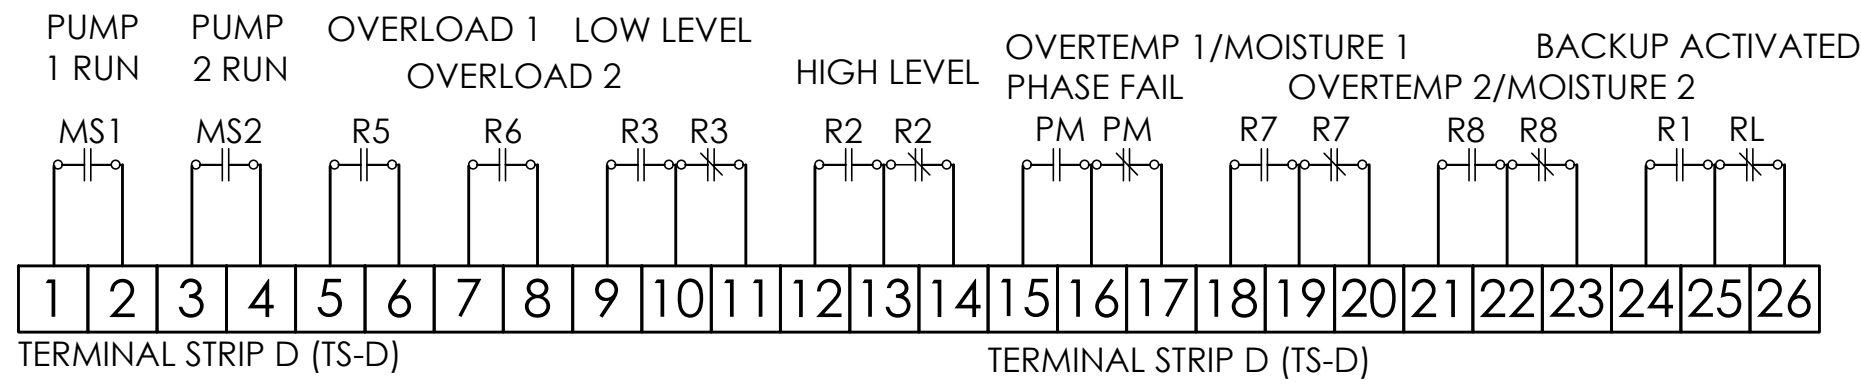 PUMP
1 RUN
PUMP
2 RUN
OVERLOAD 1
OVERLOAD 2
LOW LEVEL
HIGH LEVEL
OVERTEMP 1/MOISTURE 1
PHASE FAIL
OVERTEMP 2/MOISTURE 2
BACKUP ACTIVATED
MS1 MS2 R5 R6 R3 R3 R2 R2 PM PM R7 R7 R8 R8 R1 RL
1 2 3 4 5 6 7 8 9 10 11 12 13 14 15 16 17 18 19 20 21 22 23 24 25 26
TERMINAL STRIP D (TS-D)
TERMINAL STRIP D (TS-D)